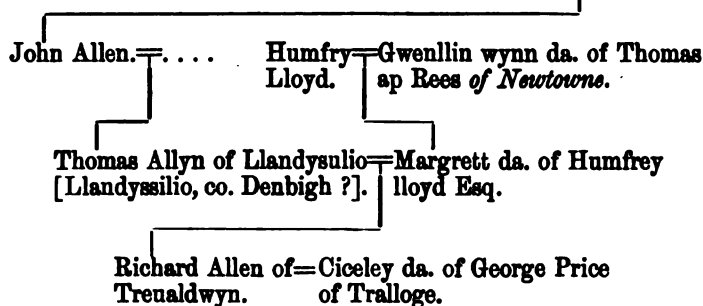 John Allen.=.... Humfry=Gwenllin wynn da. of Thomas
Lloyd. ap Rees of Newtowne.
Thomas Allyn of Llandysulio=Margrett da. of Humfrey
[Llandyssilio, co. Denbigh ?]. lloyd Esq.
Richard Allen of=Ciceley da. of George Price
Treualdwyn. of Tralloge.